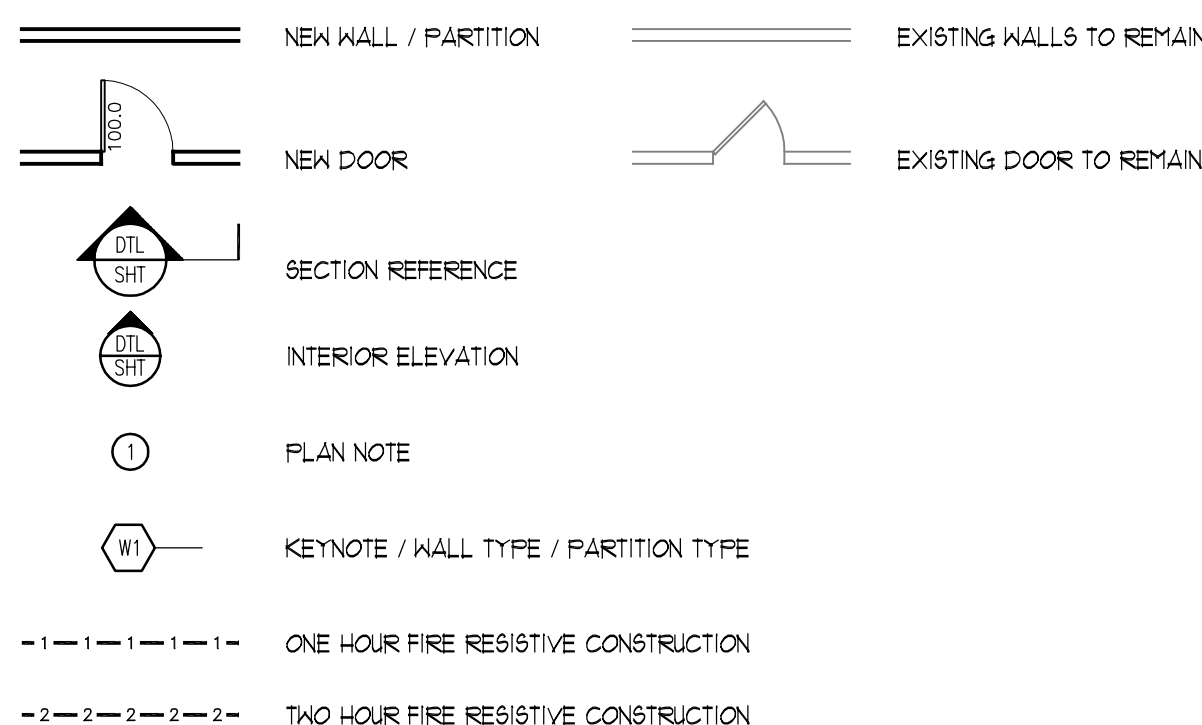 NEW WALL / PARTITION
EXISTING WALLS TO REMAIN
100.0
NEW DOOR
EXISTING DOOR TO REMAIN
DTL
SHT
SECTION REFERENCE
DTL
SHT
INTERIOR ELEVATION
1
PLAN NOTE
W1
KEYNOTE / WALL TYPE / PARTITION TYPE
1 1 1 1 1
ONE HOUR FIRE RESISTIVE CONSTRUCTION
2 2 2 2 2
TWO HOUR FIRE RESISTIVE CONSTRUCTION